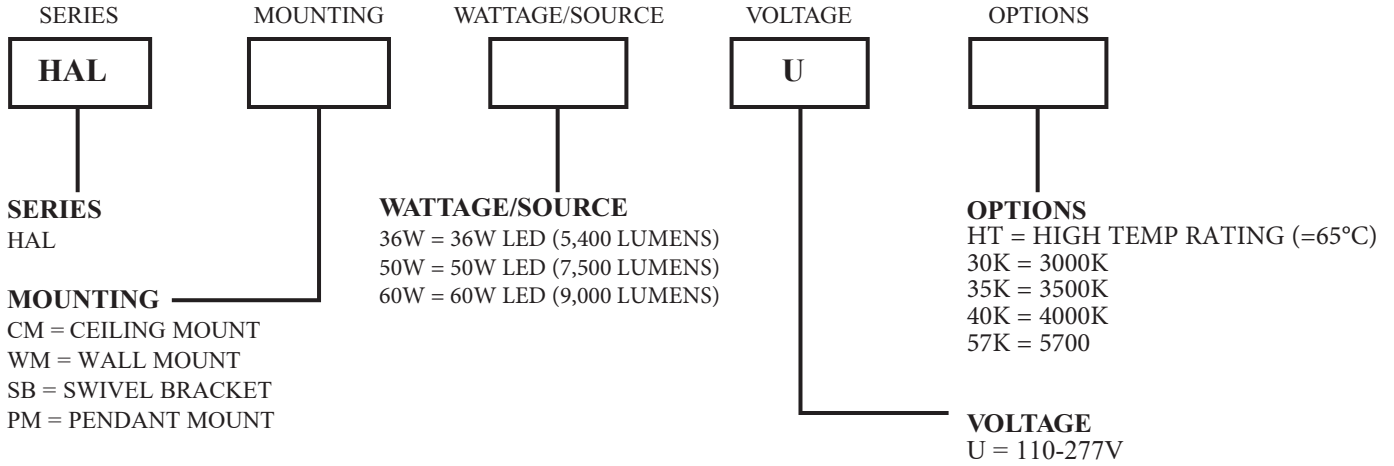 SERIES MOUNTING WATTAGE/SOURCE VOLTAGE OPTIONS
HAL U
SERIES
HAL
MOUNTING
CM = CEILING MOUNT
WM = WALL MOUNT
SB = SWIVEL BRACKET
PM = PENDANT MOUNT
WATTAGE/SOURCE
36W = 36W LED (5,400 LUMENS)
50W = 50W LED (7,500 LUMENS)
60W = 60W LED (9,000 LUMENS)
OPTIONS
HT = HIGH TEMP RATING (=65°C)
30K = 3000K
35K = 3500K
40K = 4000K
57K = 5700
VOLTAGE
U = 110-277V